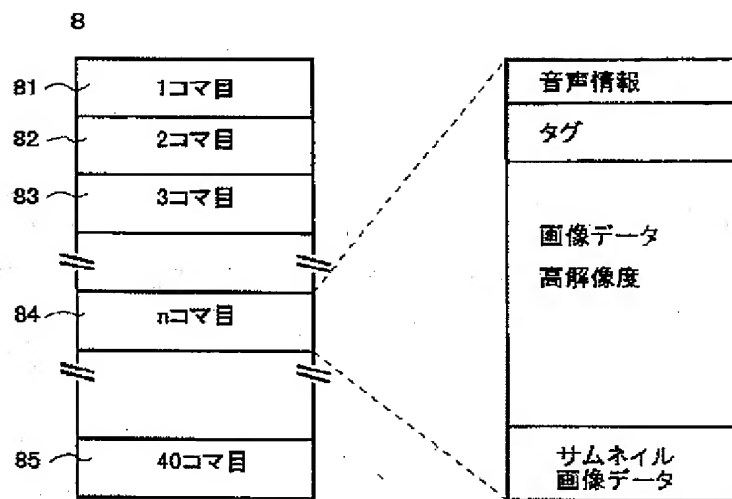 8
81
1コマ目
82
2コマ目
83
3コマ目
84
nコマ目
85
40コマ目
音声情報
タグ
画像データ
高解像度
サムネイル
画像データ